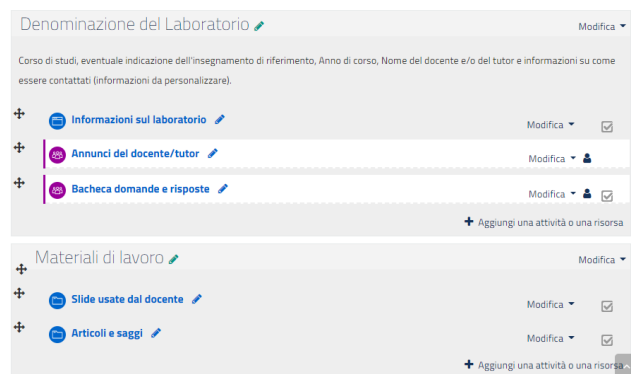 Denominazione del Laboratorio
Modifica
Corso di studi, eventuale indicazione dell'insegnamento di riferimento, Anno di corso, Nome del docente e/o del tutor e informazioni su come
essere contattati (informazioni da personalizzare).
Informazioni sul laboratorio
Modifica
Annunci del docente/tutor
Modifica
Bacheca domande e risposte
Modifica
Aggiungi una attività o una risorsa
Materiali di lavoro
Modifica
Slide usate dal docente
Modifica
Articoli e saggi
Modifica
Aggiungi una attività o una risorsa